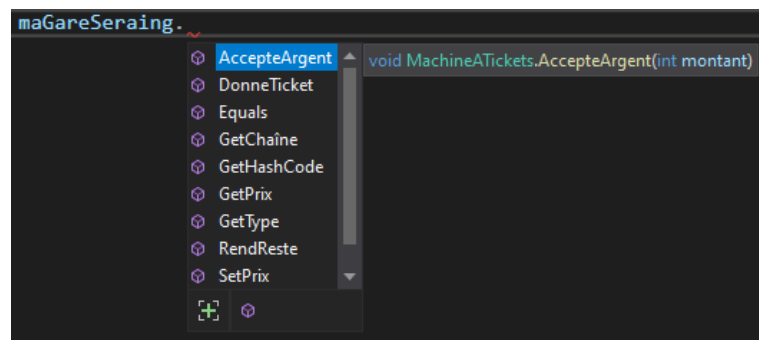 maGareSeraing.
AccepteArgent
void MachineATickets.AccepteArgent(int montant)
DonneTicket
Equals
GetChaîne
GetHashCode
GetPrix
GetType
RendReste
SetPrix